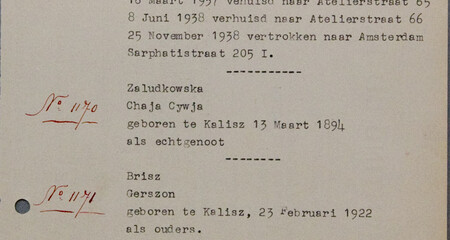 18 Maart 1937 verhuisd naar Atelierstraat 65
8 Juni 1938 verhuisd naar Atelierstraat 66
25 November 1938 vertrokken naar Amsterdam
Sarphatistraat 205 I.
---------
Zaludkowska
No. 1170
Chaja Cywja
geboren te Kalisz 13 Maart 1894
als echtgenoot
-------
Brisz
No. 1171
Gerszon
geboren te Kalisz, 23 Februari 1922
als ouders.